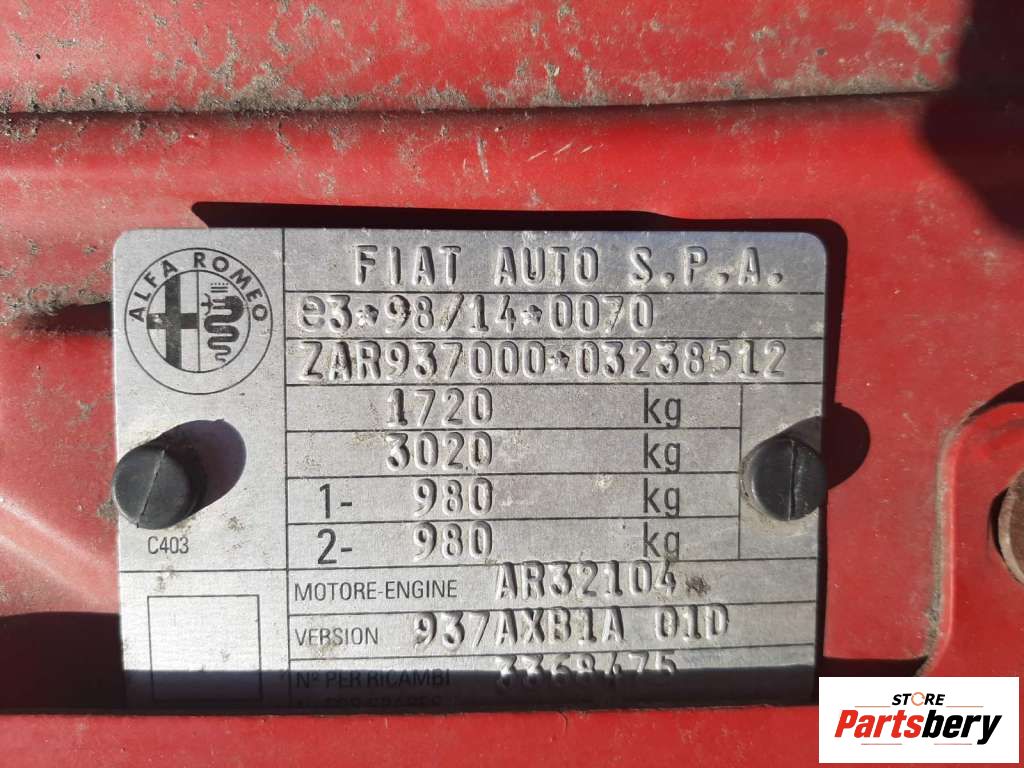 ALFA ROMEO
FIAT AUTO S.P.A.
e3*98/14*0070
ZAR937000*03238512
1720 kg
3020 kg
1- 980 kg
2- 980 kg
C403
MOTORE-ENGINE AR32104
VERSION 937AXB1A 01D
N° PER RICAMBI 3368475
STORE
Partsbery